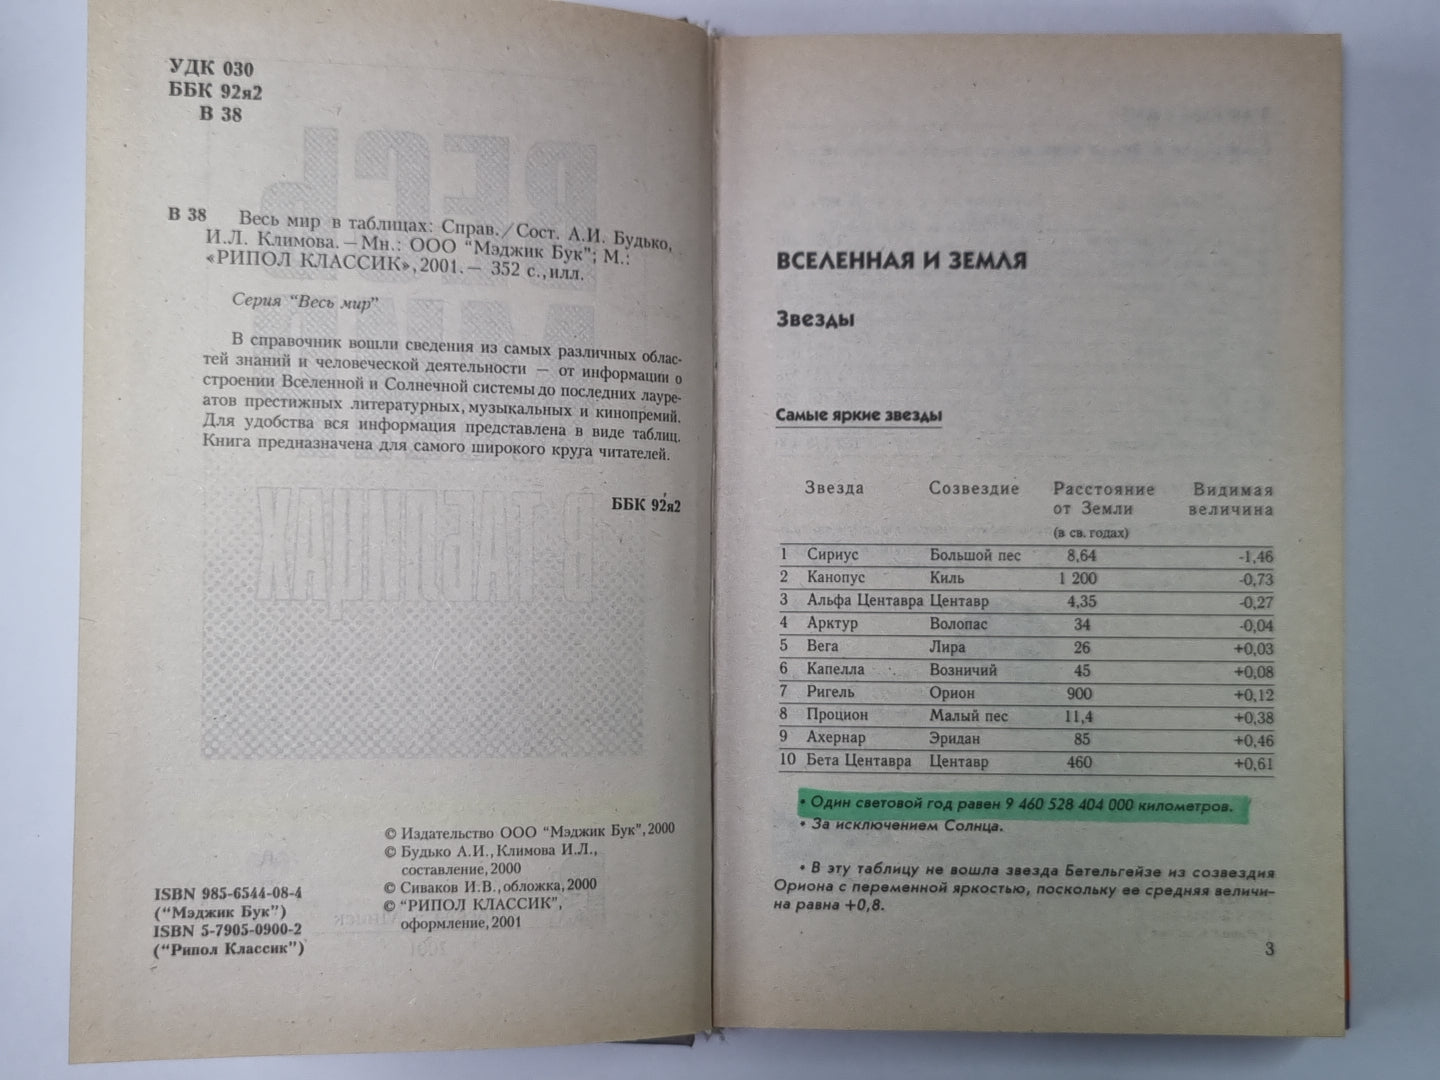 УДК 030
ББК 92я2
В 38
В 38 Весь мир в таблицах: Справ./Сост. А.И. Будько,
И.Л. Климова. — Мн.: ООО "Мэджик Бук"; М.:
«РИПОЛ КЛАССИК», 2001. — 352 с., илл.
Серия "Весь мир"
В справочник вошли сведения из самых различных облас-
тей знаний и человеческой деятельности — от информации о
строении Вселенной и Солнечной системы до последних лауре-
атов престижных литературных, музыкальных и кинопремий.
Для удобства вся информация представлена в виде таблиц.
Книга предназначена для самого широкого круга читателей.
ББК 92я2
© Издательство ООО "Мэджик Бук", 2000
© Будько А.И., Климова И.Л.,
составление, 2000
© Сиваков И.В., обложка, 2000
© "РИПОЛ КЛАССИК",
оформление, 2001
ISBN 985-6544-08-4
("Мэджик Бук")
ISBN 5-7905-0900-2
("Рипол Классик")
ВСЕЛЕННАЯ И ЗЕМЛЯ
Звезды
Самые яркие звезды
Звезда Созвездие Расстояние Видимая
от Земли величина
(в св. годах)
1 Сириус Большой пес 8,64 -1,46
2 Канопус Киль 1 200 -0,73
3 Альфа Центавра Центавр 4,35 -0,27
4 Арктур Волопас 34 -0,04
5 Вега Лира 26 +0,03
6 Капелла Возничий 45 +0,08
7 Ригель Орион 900 +0,12
8 Процион Малый пес 11,4 +0,38
9 Ахернар Эридан 85 +0,46
10 Бета Центавра Центавр 460 +0,61
• Один световой год равен 9 460 528 404 000 километров.
• За исключением Солнца.
• В эту таблицу не вошла звезда Бетельгейзе из созвездия
Ориона с переменной яркостью, поскольку ее средняя величи-
на равна +0,8.
3